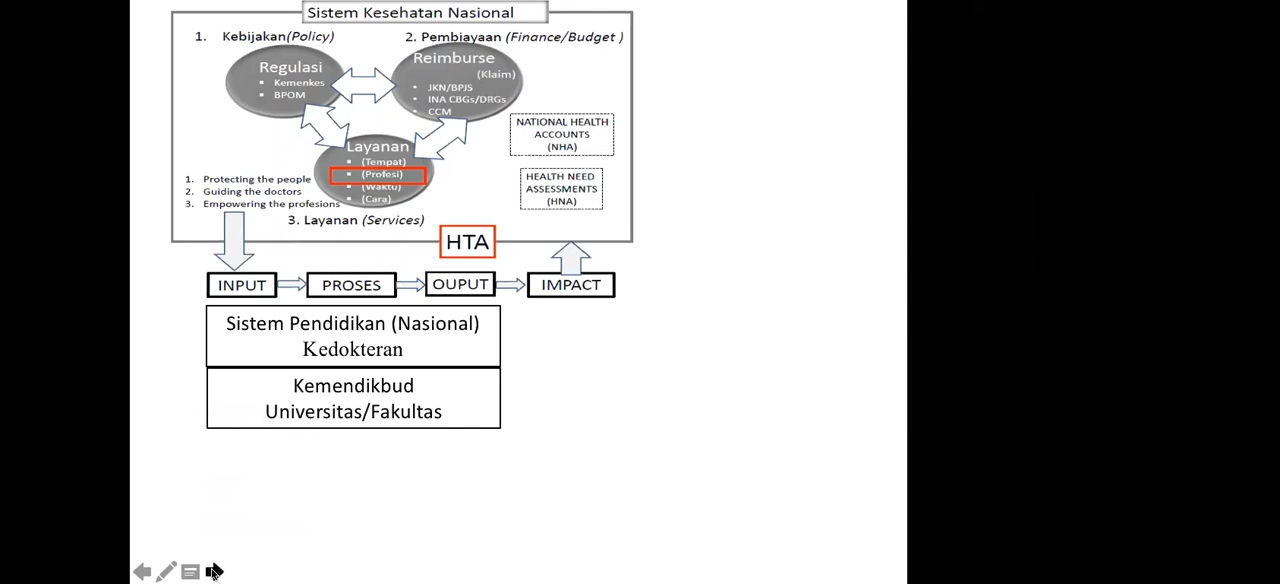 Sistem Kesehatan Nasional
1. Kebijakan(Policy)
2. Pembiayaan (Finance/Budget )
Regulasi
▪ Kemenkes
▪ BPOM
Reimburse
(Klaim)
• JKN/BPJS
▪ INA CBGs/DRGs
▪ CCM
NATIONAL HEALTH
ACCOUNTS
(NHA)
Layanan
▪ (Tempat)
▪ (Profesi)
▪ (Waktu)
▪ (Cara)
HEALTH NEED
ASSESSMENTS
(HNA)
1. Protecting the people
2. Guiding the doctors
3. Empowering the profesions
3. Layanan (Services)
HTA
INPUT
PROSES
OUPUT
IMPACT
Sistem Pendidikan (Nasional)
Kedokteran
Kemendikbud
Universitas/Fakultas